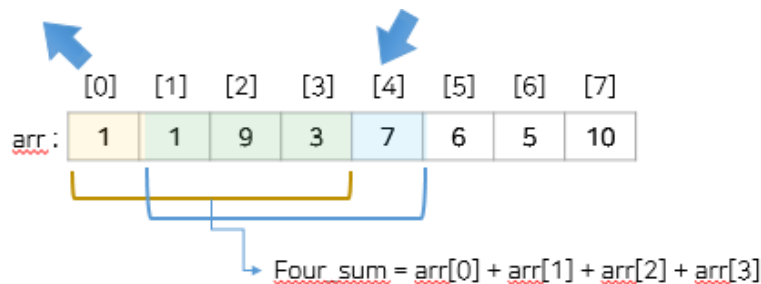 [0] [1] [2] [3] [4] [5] [6] [7]
arr : 1 1 9 3 7 6 5 10
Four_sum = arr[0] + arr[1] + arr[2] + arr[3]